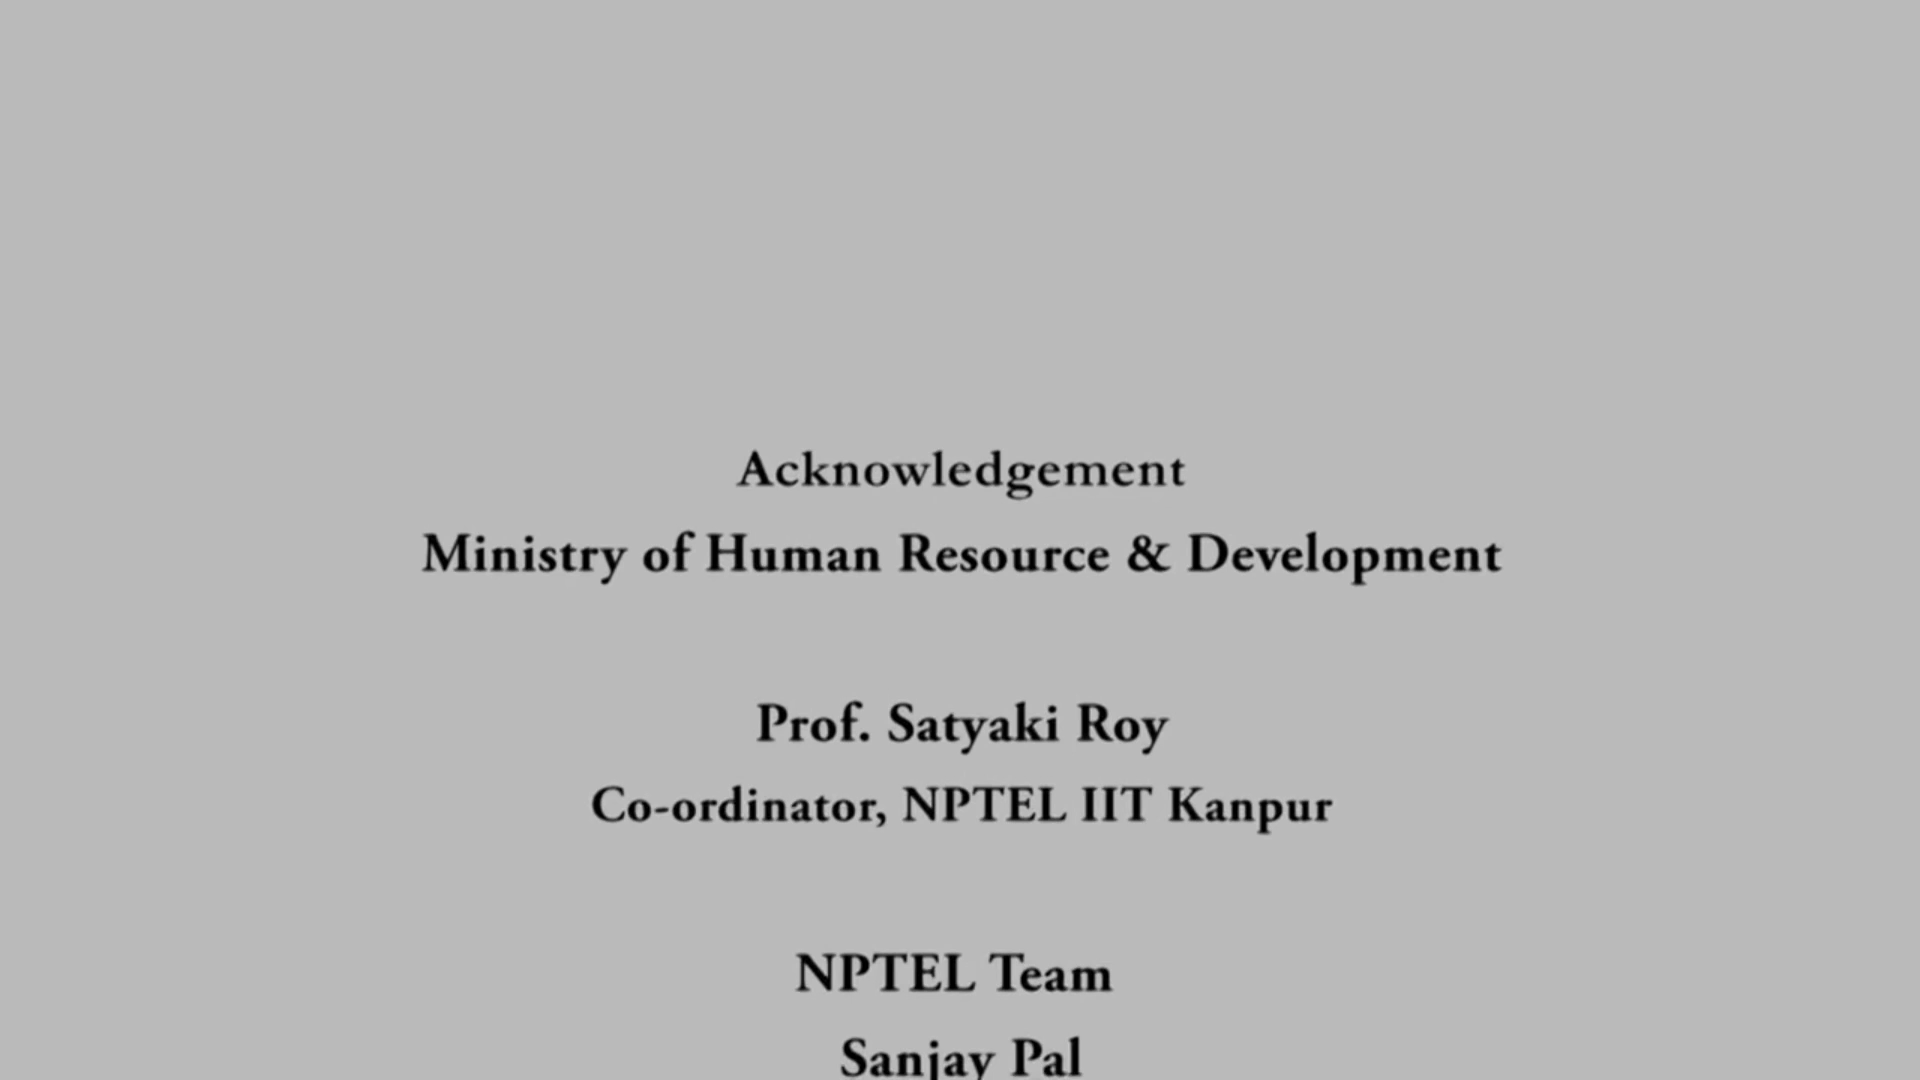 Acknowledgement
Ministry of Human Resource & Development
Prof. Satyaki Roy
Co-ordinator, NPTEL IIT Kanpur
NPTEL Team
Sanjay Pal